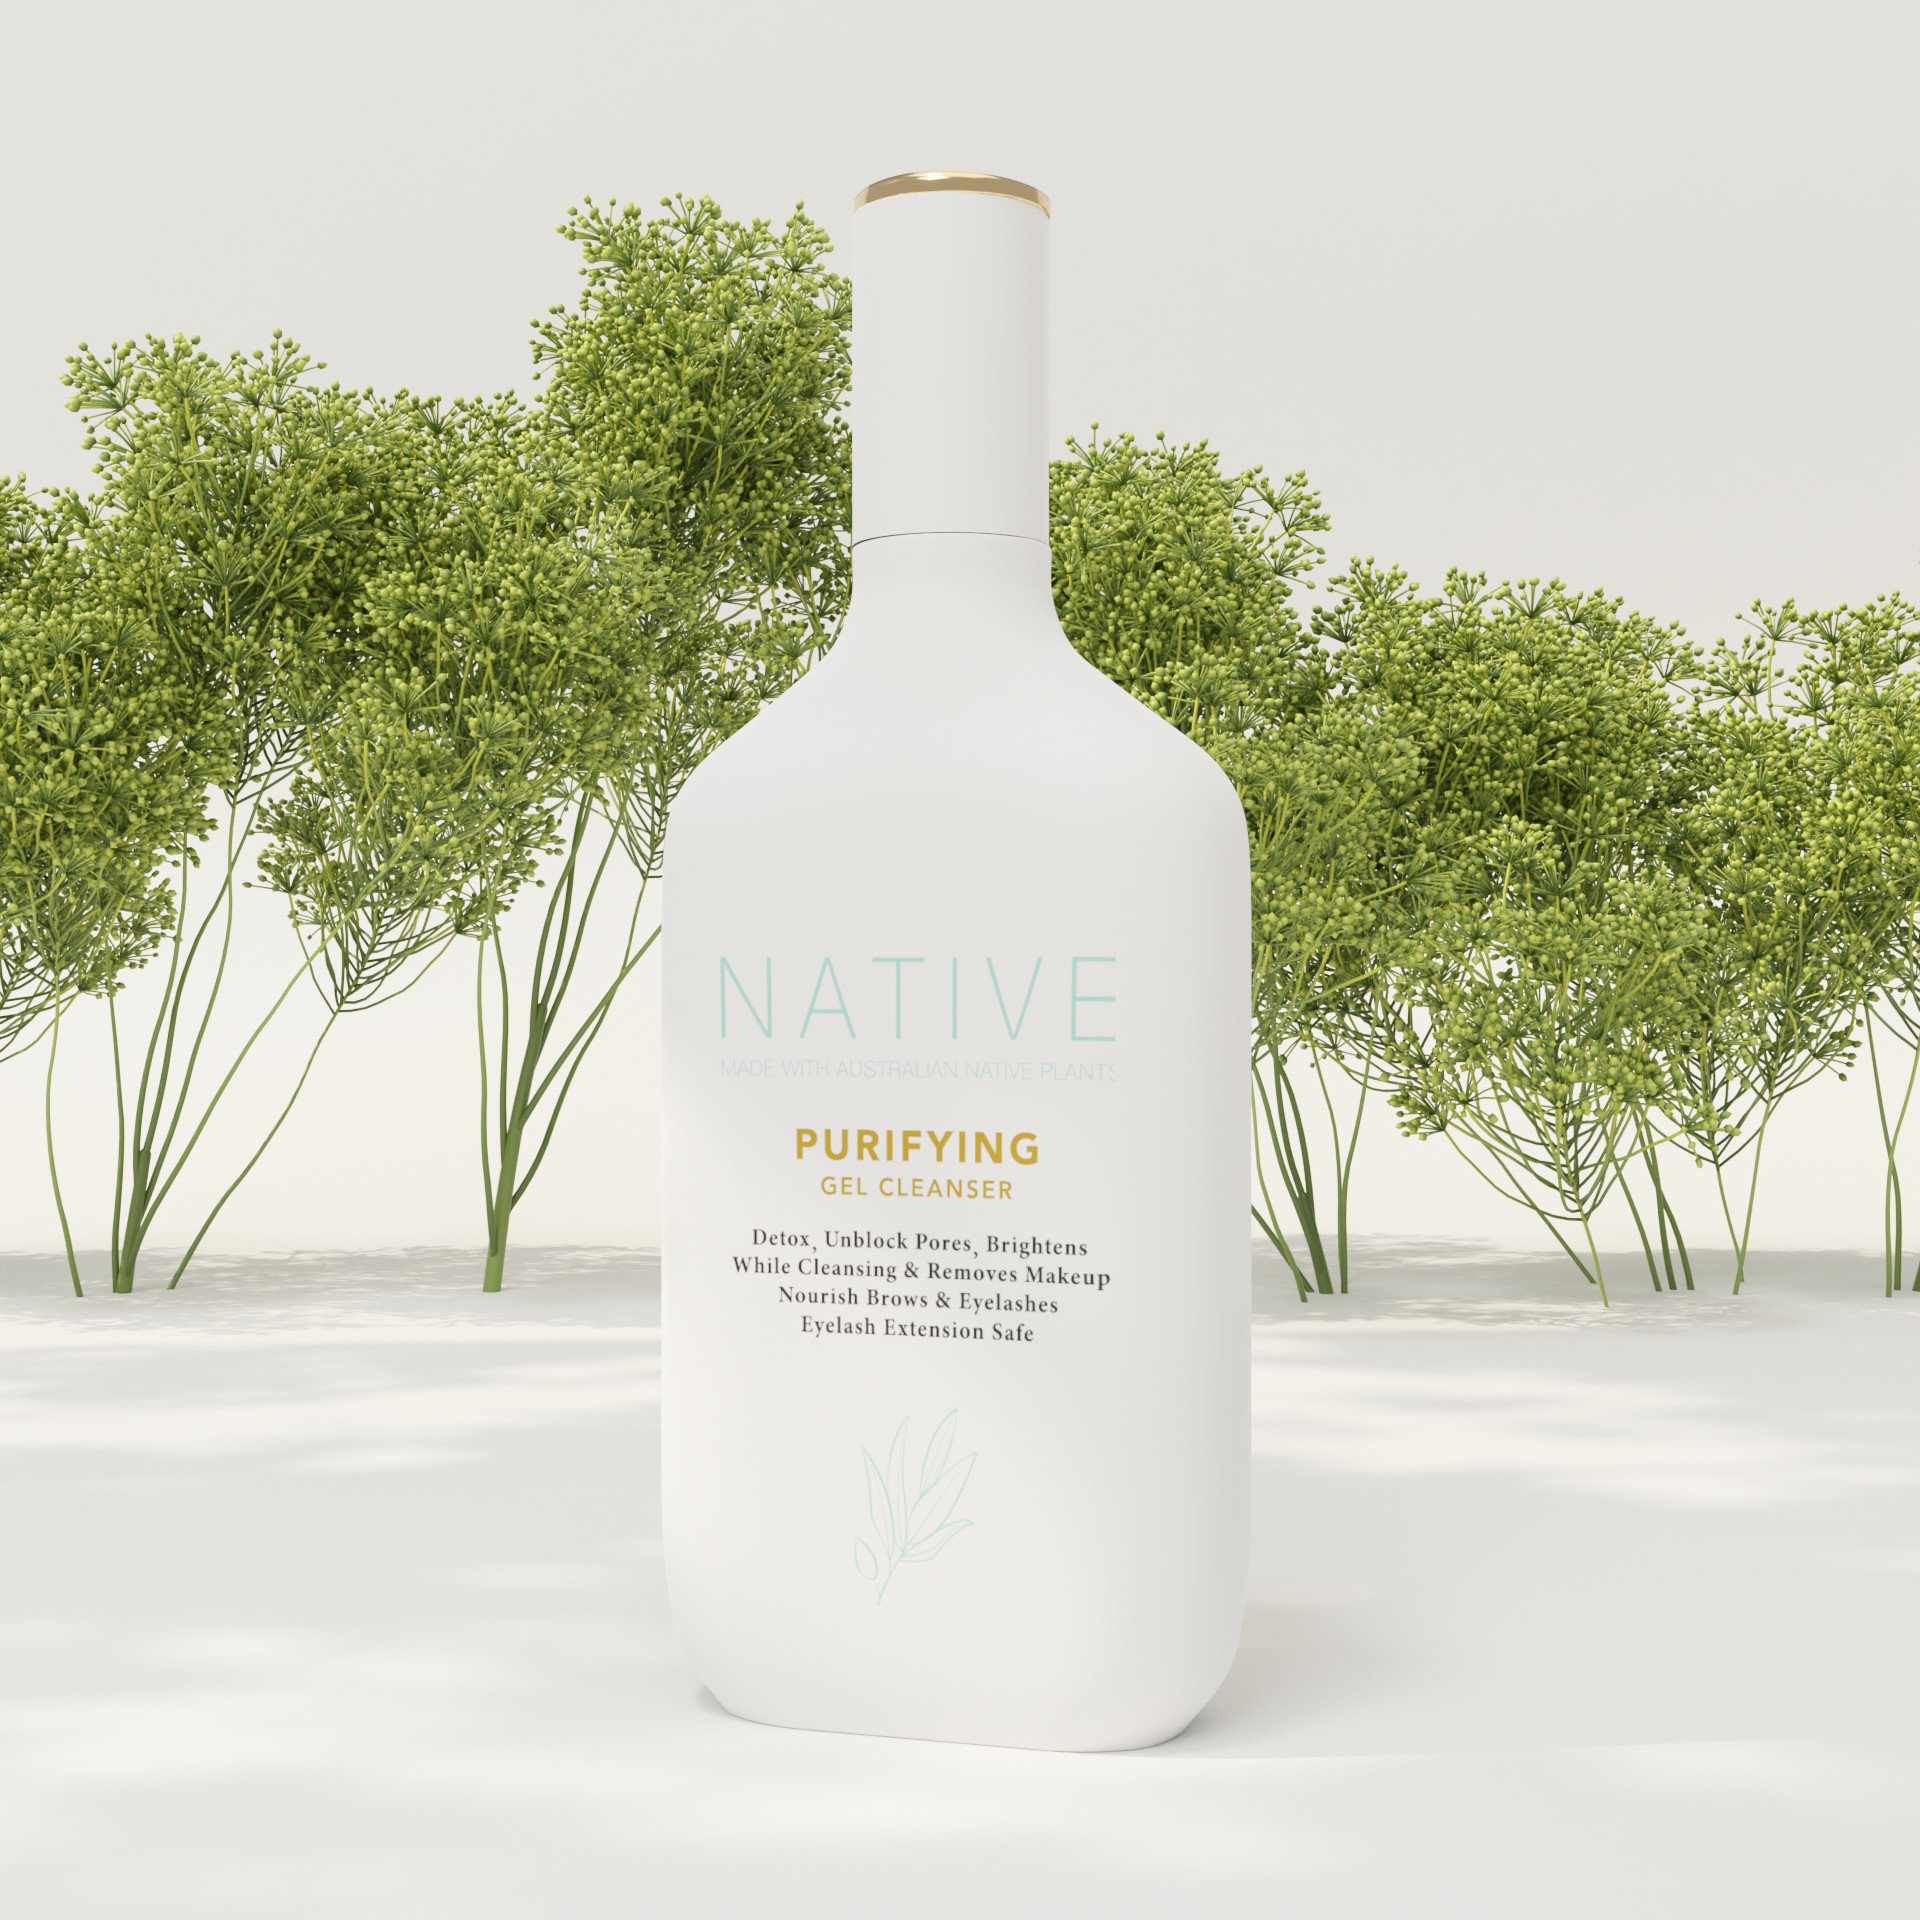 NATIVE
MADE WITH AUSTRALIAN NATIVE PLANTS
PURIFYING
GEL CLEANSER
Detox, Unblock Pores, Brightens
While Cleansing & Removes Makeup
Nourish Brows & Eyelashes
Eyelash Extension Safe